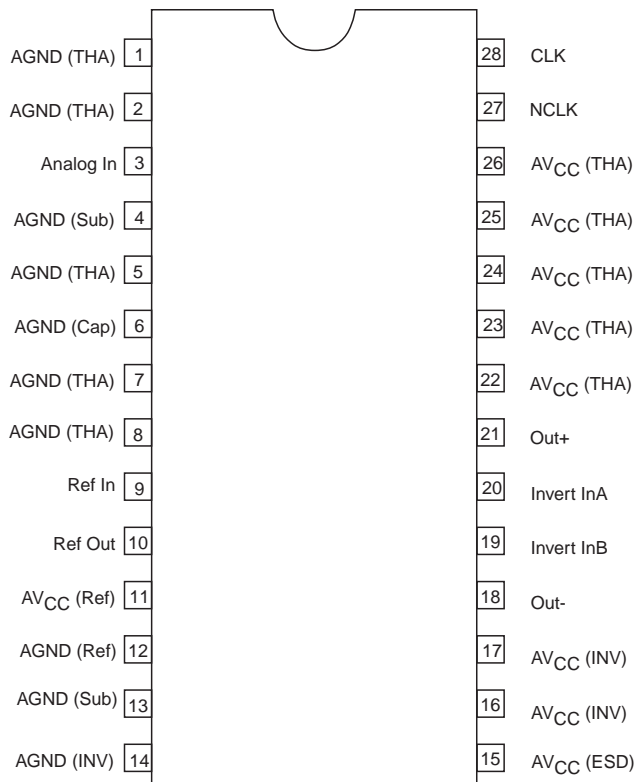 AGND (THA) 1 28 CLK
AGND (THA) 2 27 NCLK
Analog In 3 26 AVCC (THA)
AGND (Sub) 4 25 AVCC (THA)
AGND (THA) 5 24 AVCC (THA)
AGND (Cap) 6 23 AVCC (THA)
AGND (THA) 7 22 AVCC (THA)
AGND (THA) 8 21 Out+
Ref In 9 20 Invert InA
Ref Out 10 19 Invert InB
AVCC (Ref) 11 18 Out-
AGND (Ref) 12 17 AVCC (INV)
AGND (Sub) 13 16 AVCC (INV)
AGND (INV) 14 15 AVCC (ESD)